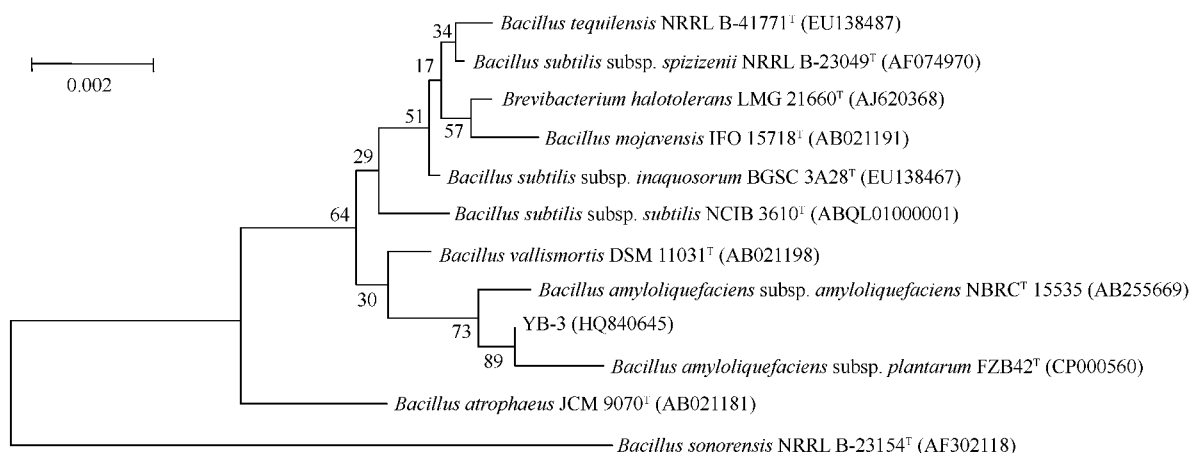 Bacillus tequilensis NRRL B-41771ᵀ (EU138487)
34
Bacillus subtilis subsp. spizizenii NRRL B-23049ᵀ (AF074970)
0.002
17
Brevibacterium halotolerans LMG 21660ᵀ (AJ620368)
51
57
Bacillus mojavensis IFO 15718ᵀ (AB021191)
29
Bacillus subtilis subsp. inaquosorum BGSC 3A28ᵀ (EU138467)
64
Bacillus subtilis subsp. subtilis NCIB 3610ᵀ (ABQL01000001)
Bacillus vallismortis DSM 11031ᵀ (AB021198)
30
Bacillus amyloliquefaciens subsp. amyloliquefaciens NBRCᵀ 15535 (AB255669)
73
YB-3 (HQ840645)
89
Bacillus amyloliquefaciens subsp. plantarum FZB42ᵀ (CP000560)
Bacillus atrophaeus JCM 9070ᵀ (AB021181)
Bacillus sonorensis NRRL B-23154ᵀ (AF302118)